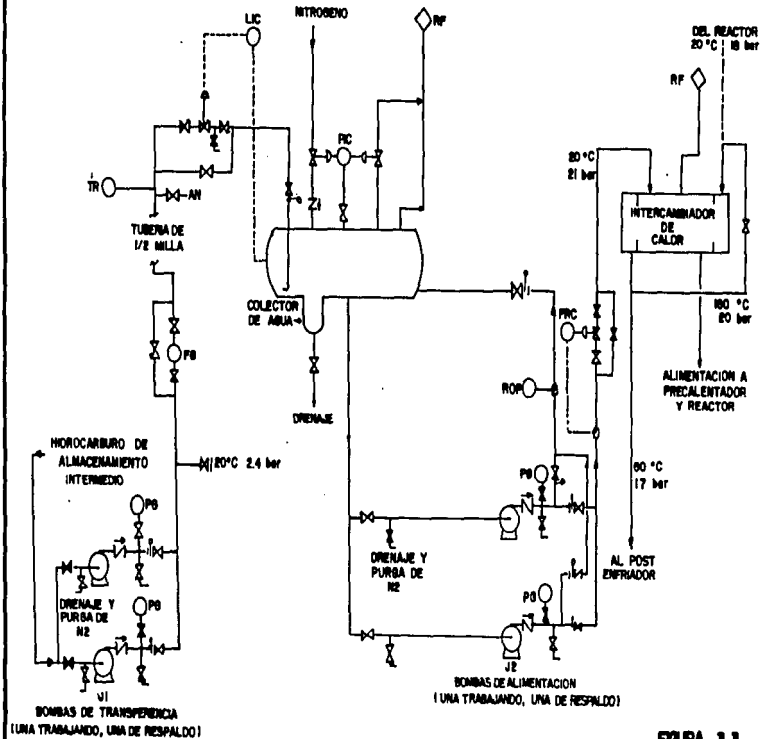 LIC
NITROGENO
RF
DEL REACTOR
20 °C 18 bar
RF
PIC
20 °C
21 bar
TR
AN
INTERCAMBIADOR
DE
CALOR
TUBERIA DE
1/2 MILLA
COLECTOR
DE AGUA
160 °C
20 bar
PRC
FG
DRENAJE
ROP
ALIMENTACION A
PRECALENTADOR
Y REACTOR
HIDROCARBURO DE
ALMACENAMIENTO
INTERMEDIO
20°C 2.4 bar
PG
60 °C
17 bar
PG
DRENAJE Y
PURGA DE
N2
AL POST
ENFRIADOR
DRENAJE Y
PURGA DE
N2
PG
PG
J1
J2
BOMBAS DE TRANSFERENCIA
(UNA TRABAJANDO, UNA DE RESPALDO)
BOMBAS DE ALIMENTACION
(UNA TRABAJANDO, UNA DE RESPALDO)